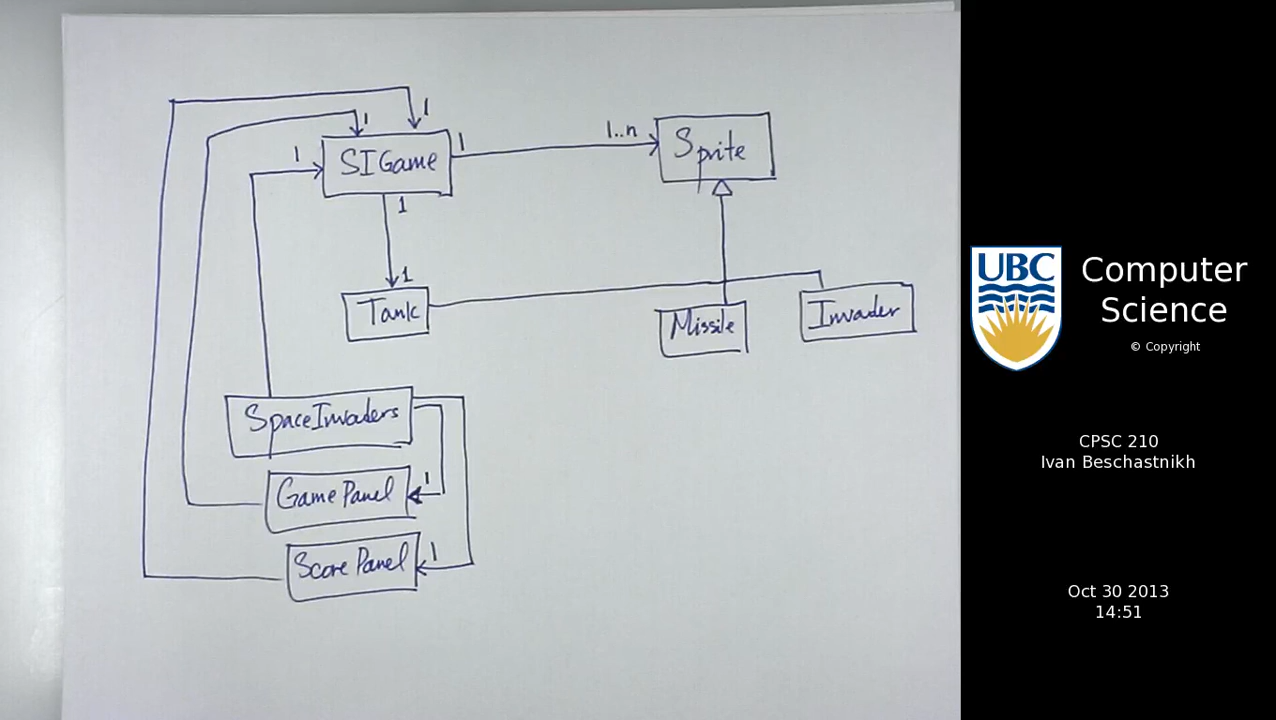 1
1
1
SIGame
1
1..n
Sprite
1
1
Tank
Missile
Invader
SpaceInvaders
GamePanel
1
ScorePanel
1
UBC
Computer
Science
© Copyright
CPSC 210
Ivan Beschastnikh
Oct 30 2013
14:51